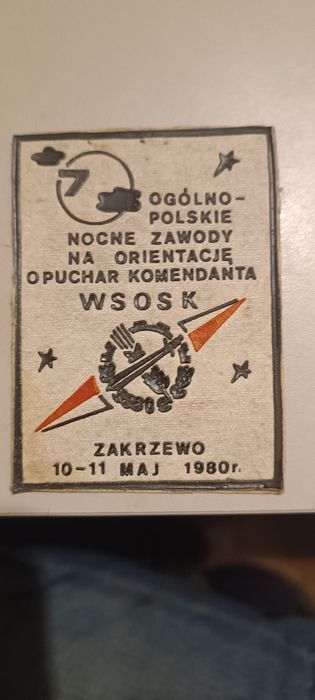 7
OGÓLNO-
POLSKIE
NOCNE ZAWODY
NA ORIENTACJĘ
O PUCHAR KOMENDANTA
WSOSK
ZAKRZEWO
10-11 MAJ 1980r.